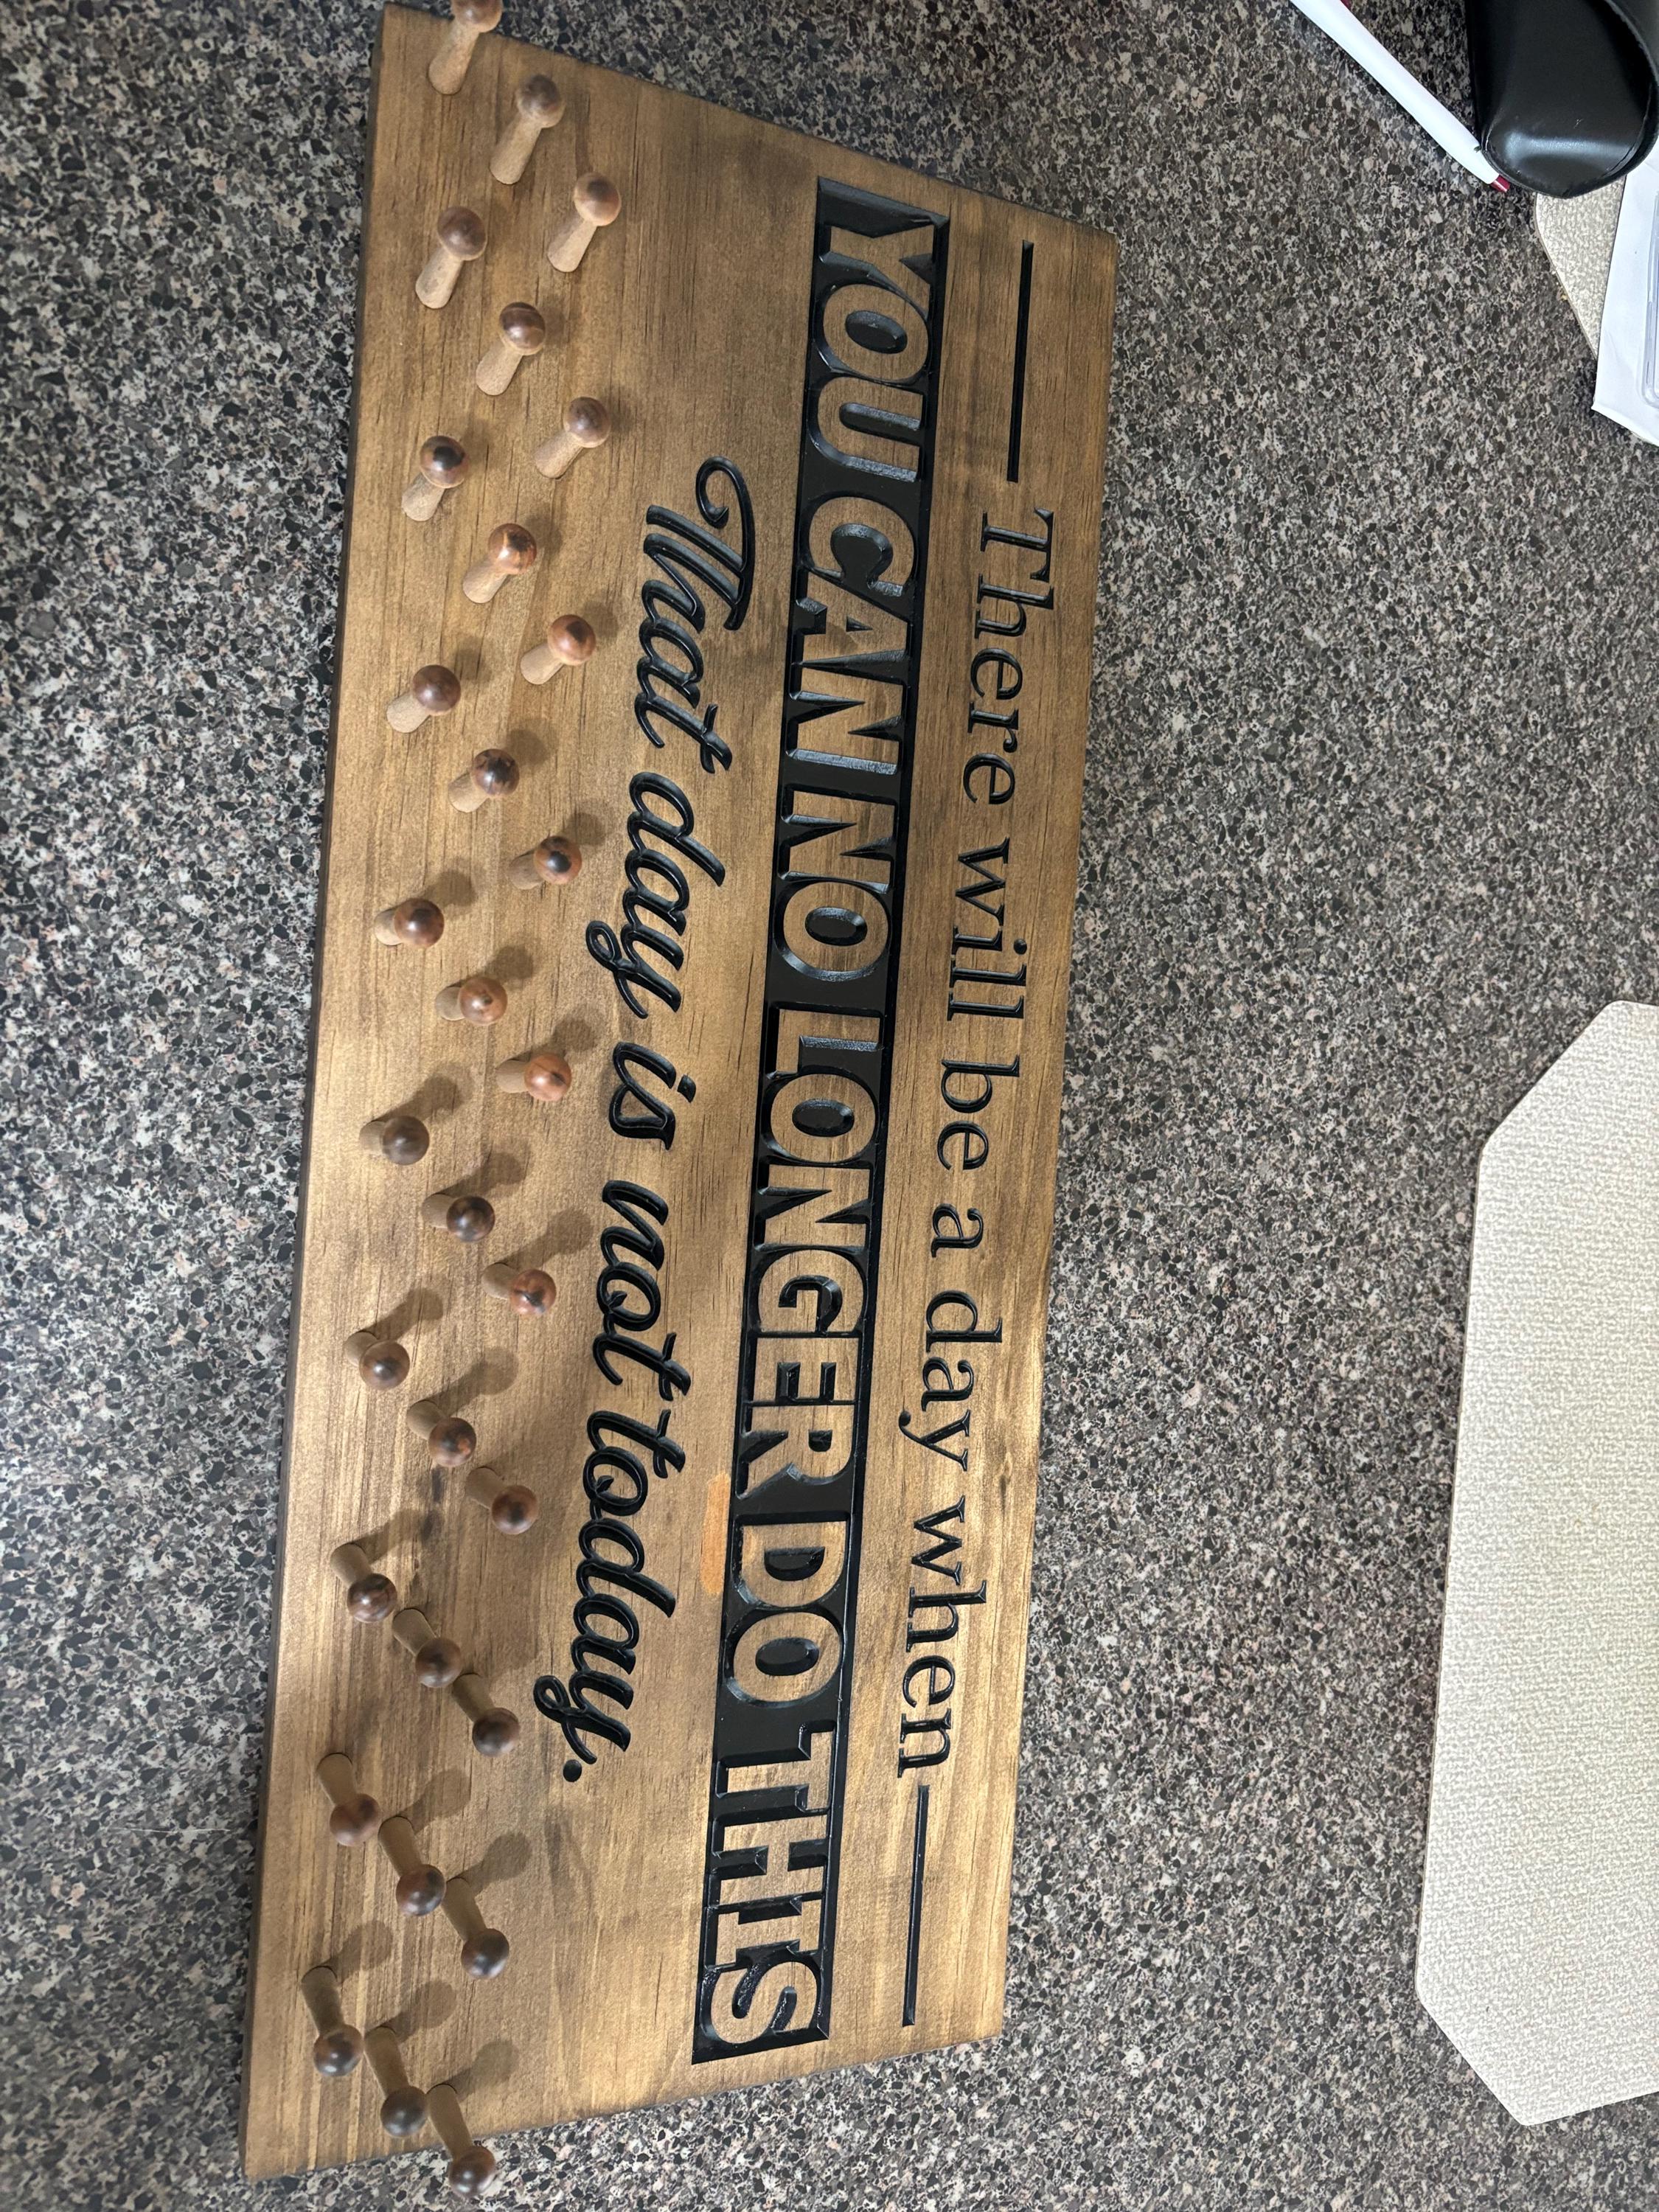 There will be a day when
YOU CAN NO LONGER DO THIS
That day is not today.